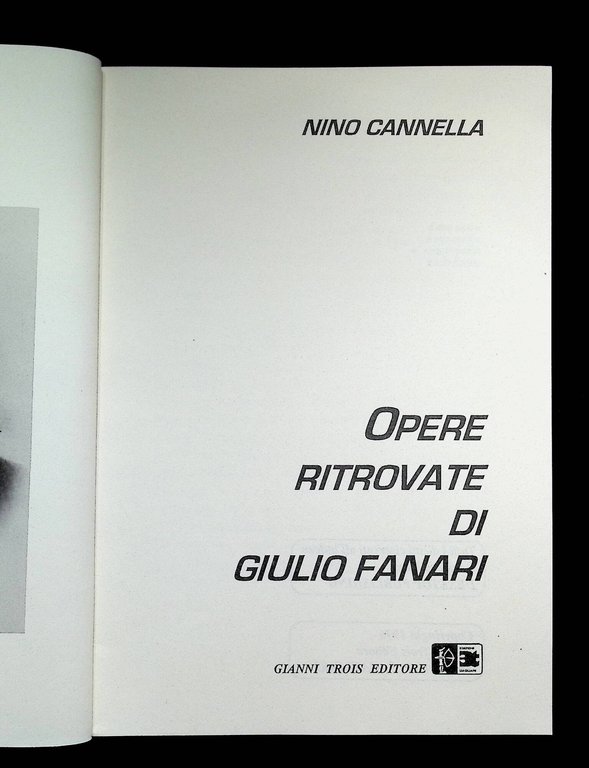 NINO CANNELLA
OPERE
RITROVATE
DI
GIULIO FANARI
GIANNI TROIS EDITORE